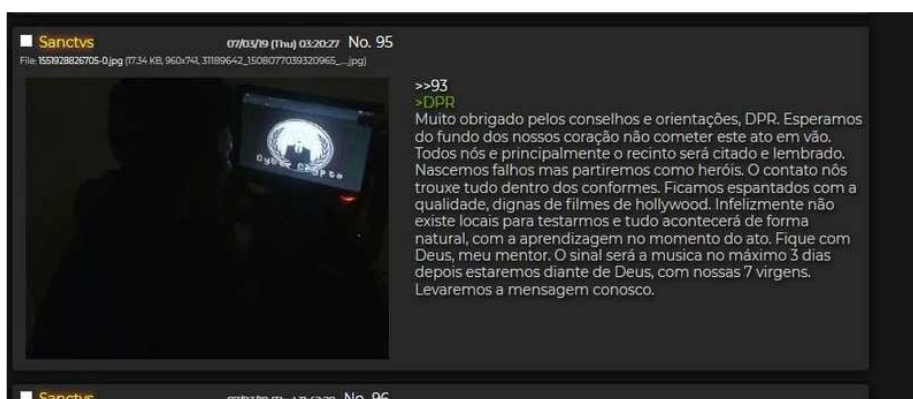 Sanctvs 07/03/19 (Thu) 03:20:27 No. 95
File: 1551928826705-0.jpg (17.34 KB, 960x741, 31189642_1508077039320965_....jpg)
Cyber Crypto
>>93
>DPR
Muito obrigado pelos conselhos e orientações, DPR. Esperamos
do fundo dos nossos coração não cometer este ato em vão.
Todos nós e principalmente o recinto será citado e lembrado.
Nascemos falhos mas partiremos como heróis. O contato nôs
trouxe tudo dentro dos conformes. Ficamos espantados com a
qualidade, dignas de filmes de hollywood. Infelizmente não
existe locais para testarmos e tudo acontecerá de forma
natural, com a aprendizagem no momento do ato. Fique com
Deus, meu mentor. O sinal será a musica no máximo 3 dias
depois estaremos diante de Deus, com nossas 7 virgens.
Levaremos a mensagem conosco.
Sanctvs No. 96